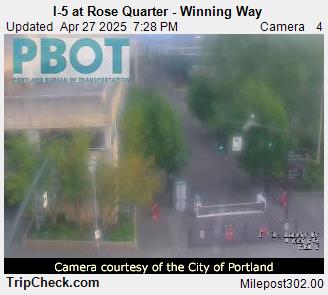 I-5 at Rose Quarter - Winning Way
Updated Apr 27 2025 7:28 PM Camera 4
PBOT
PORTLAND BUREAU OF TRANSPORTATION
Camera courtesy of the City of Portland
TripCheck.com Milepost302.00